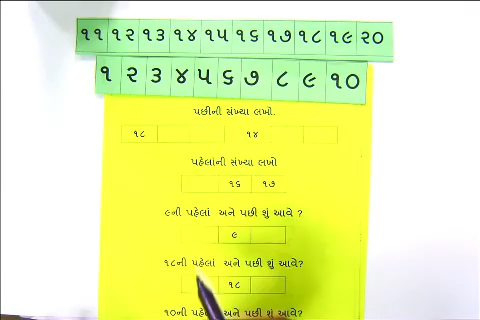 ૧૧ ૧૨ ૧૩ ૧૪ ૧૫ ૧૬ ૧૭ ૧૮ ૧૯ ૨૦
૧ ૨ ૩ ૪ ૫ ૬ ૭ ૮ ૯ ૧૦
પછીની સંખ્યા લખો.
૧૮ ૧૪
પહેલાંની સંખ્યા લખો
૧૬ ૧૭
૯ની પહેલાં અને પછી શું આવે ?
૯
૧૮ની પહેલાં અને પછી શું આવે?
૧૮
૧૦ની પહેલાં અને પછી શું આવે?